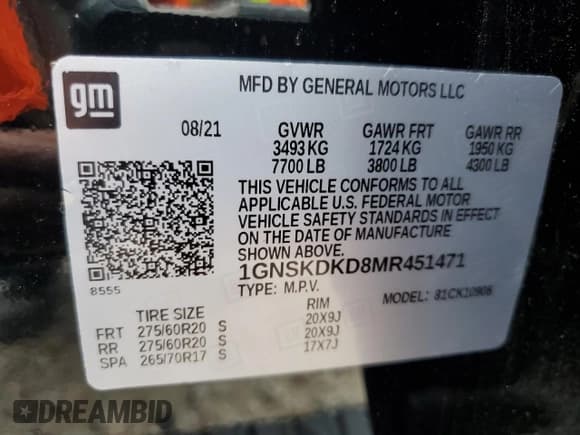 gm
MFD BY GENERAL MOTORS LLC
08/21 GVWR GAWR FRT GAWR RR
3493 KG 1724 KG 1950 KG
7700 LB 3800 LB 4300 LB
THIS VEHICLE CONFORMS TO ALL
APPLICABLE U.S. FEDERAL MOTOR
VEHICLE SAFETY STANDARDS IN EFFECT
ON THE DATE OF MANUFACTURE
SHOWN ABOVE.
1GNSKDKD8MR451471
8555
TYPE: M.P.V. MODEL: 81CK10906
TIRE SIZE RIM
FRT 275/60R20 S 20X9J
RR 275/60R20 S 20X9J
SPA 265/70R17 S 17X7J
DREAMBID